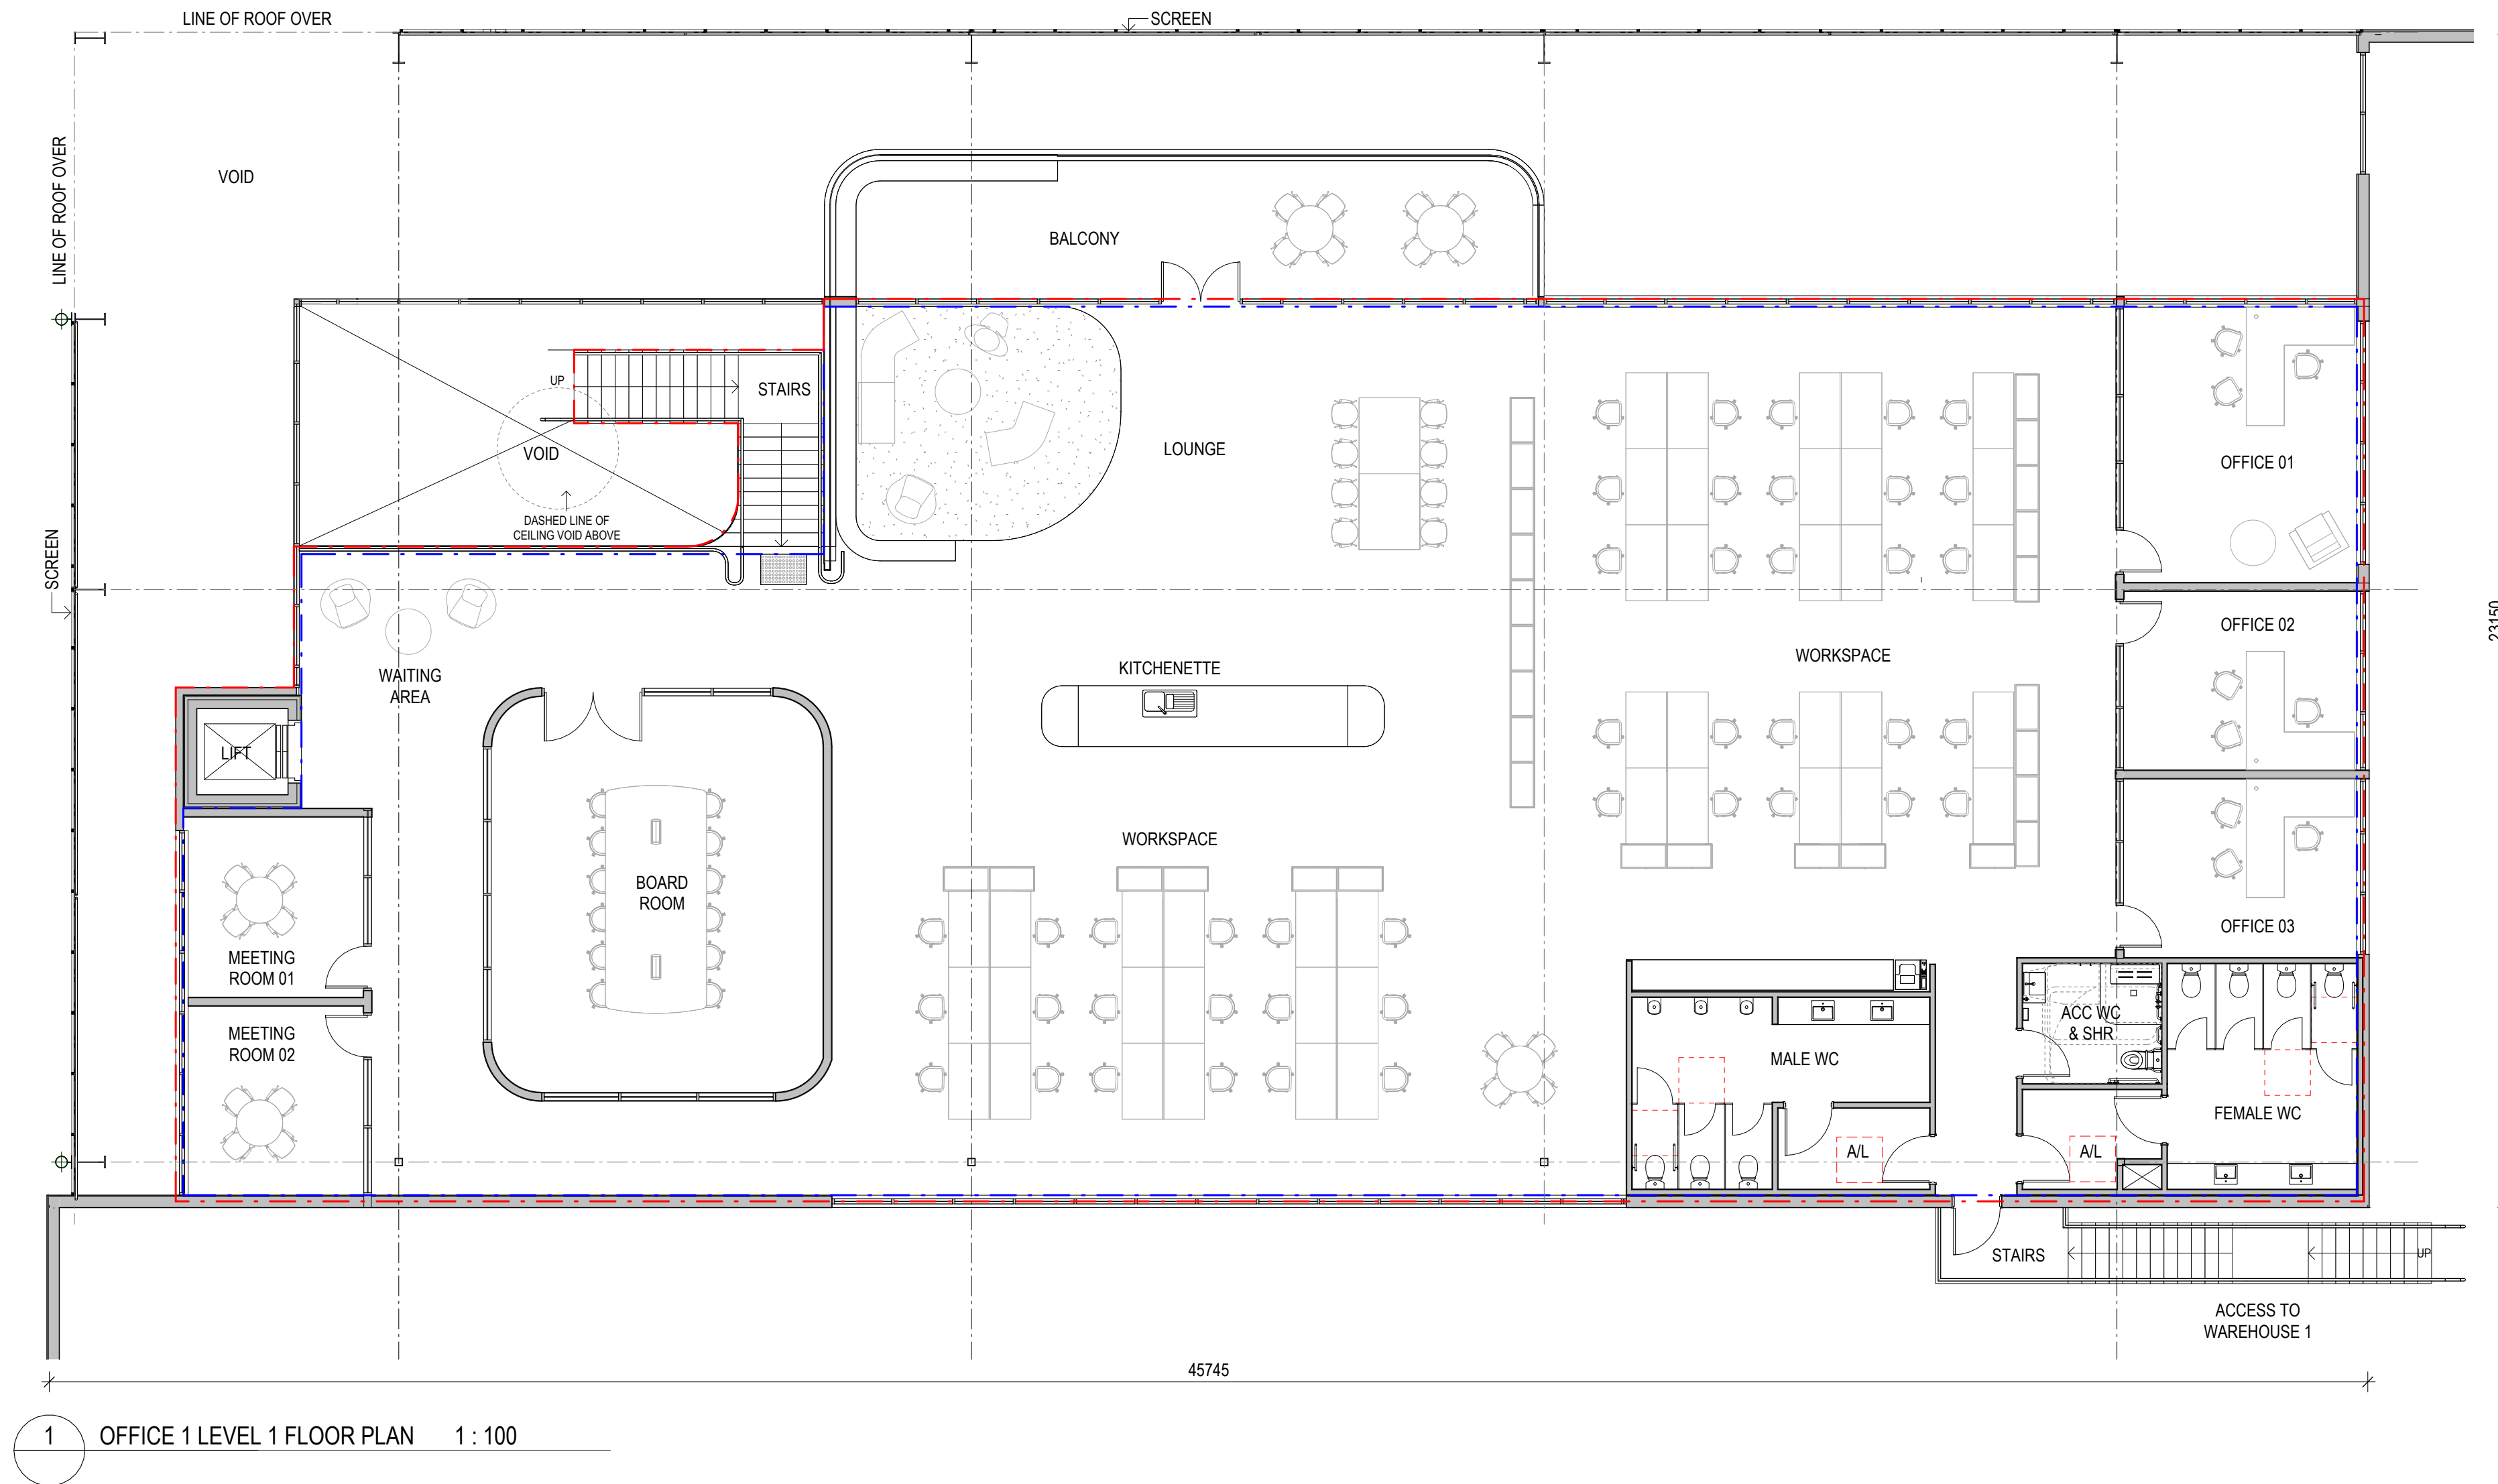 LINE OF ROOF OVER
SCREEN
LINE OF ROOF OVER
VOID
BALCONY
UP
STAIRS
VOID
DASHED LINE OF
CEILING VOID ABOVE
LOUNGE
OFFICE 01
SCREEN
WAITING
AREA
KITCHENETTE
WORKSPACE
OFFICE 02
23150
LIFT
WORKSPACE
BOARD
ROOM
OFFICE 03
MEETING
ROOM 01
MEETING
ROOM 02
MALE WC
ACC WC
& SHR
FEMALE WC
A/L
A/L
STAIRS
UP
ACCESS TO
WAREHOUSE 1
45745
1
OFFICE 1 LEVEL 1 FLOOR PLAN
1 : 100